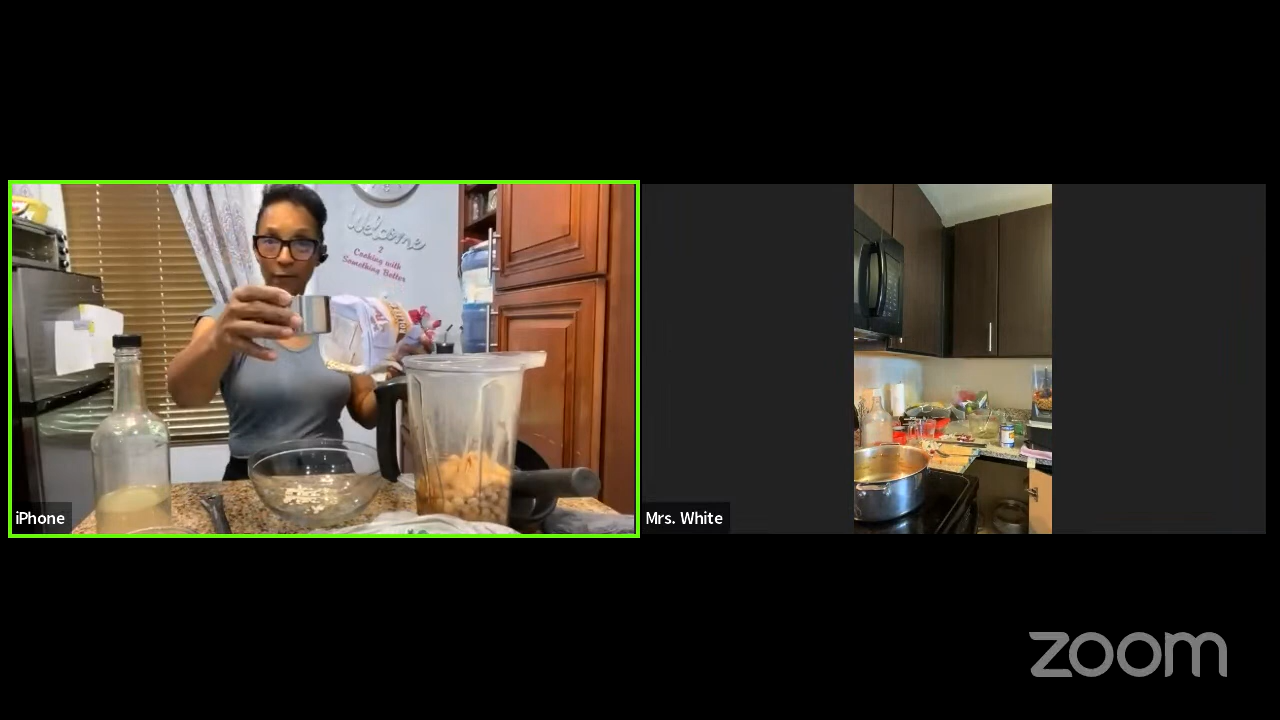 Welcome
2
Cooking with
Something Better
iPhone
Mrs. White
zoom